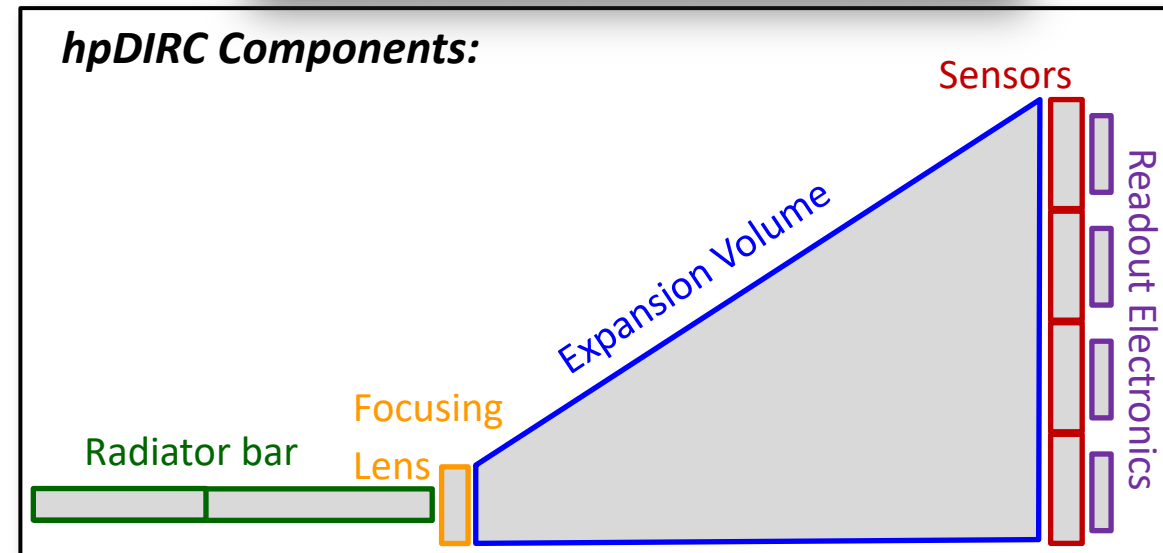 hpDIRC Components:
Sensors
Readout Electronics
Expansion Volume
Focusing
Lens
Radiator bar